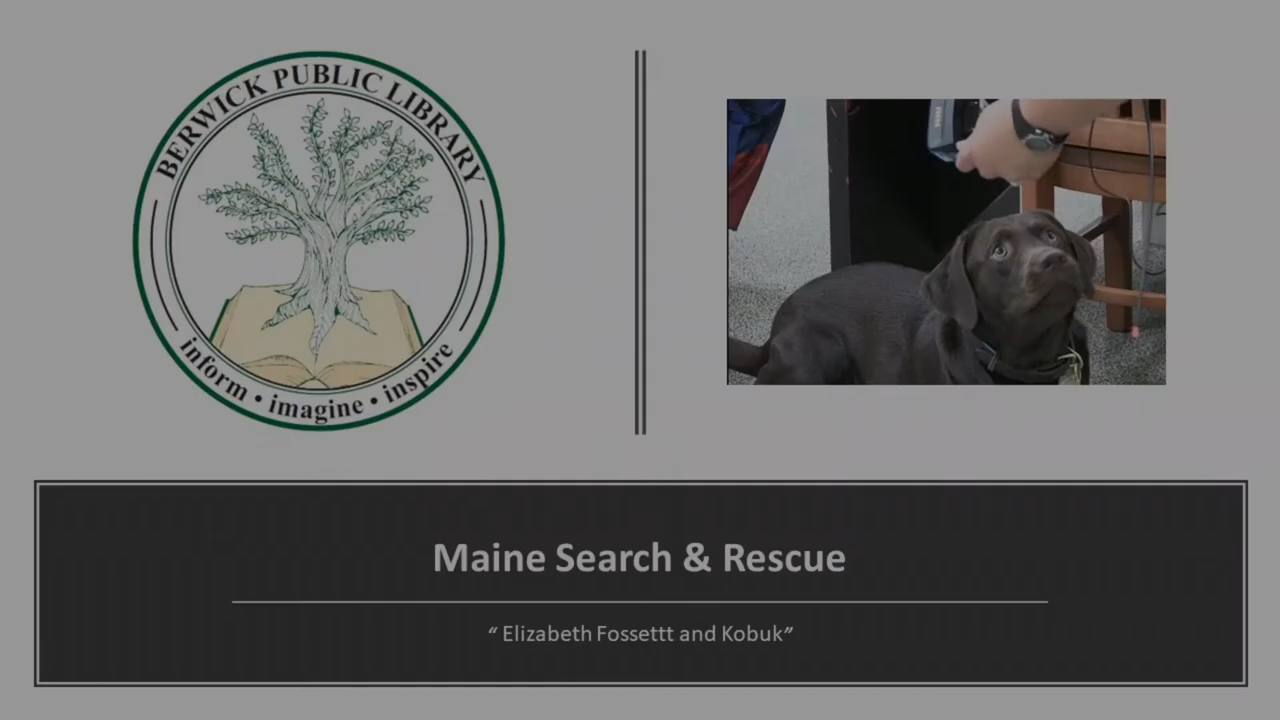 BERWICK PUBLIC LIBRARY
inform • imagine • inspire
Maine Search & Rescue
“ Elizabeth Fossettt and Kobuk”